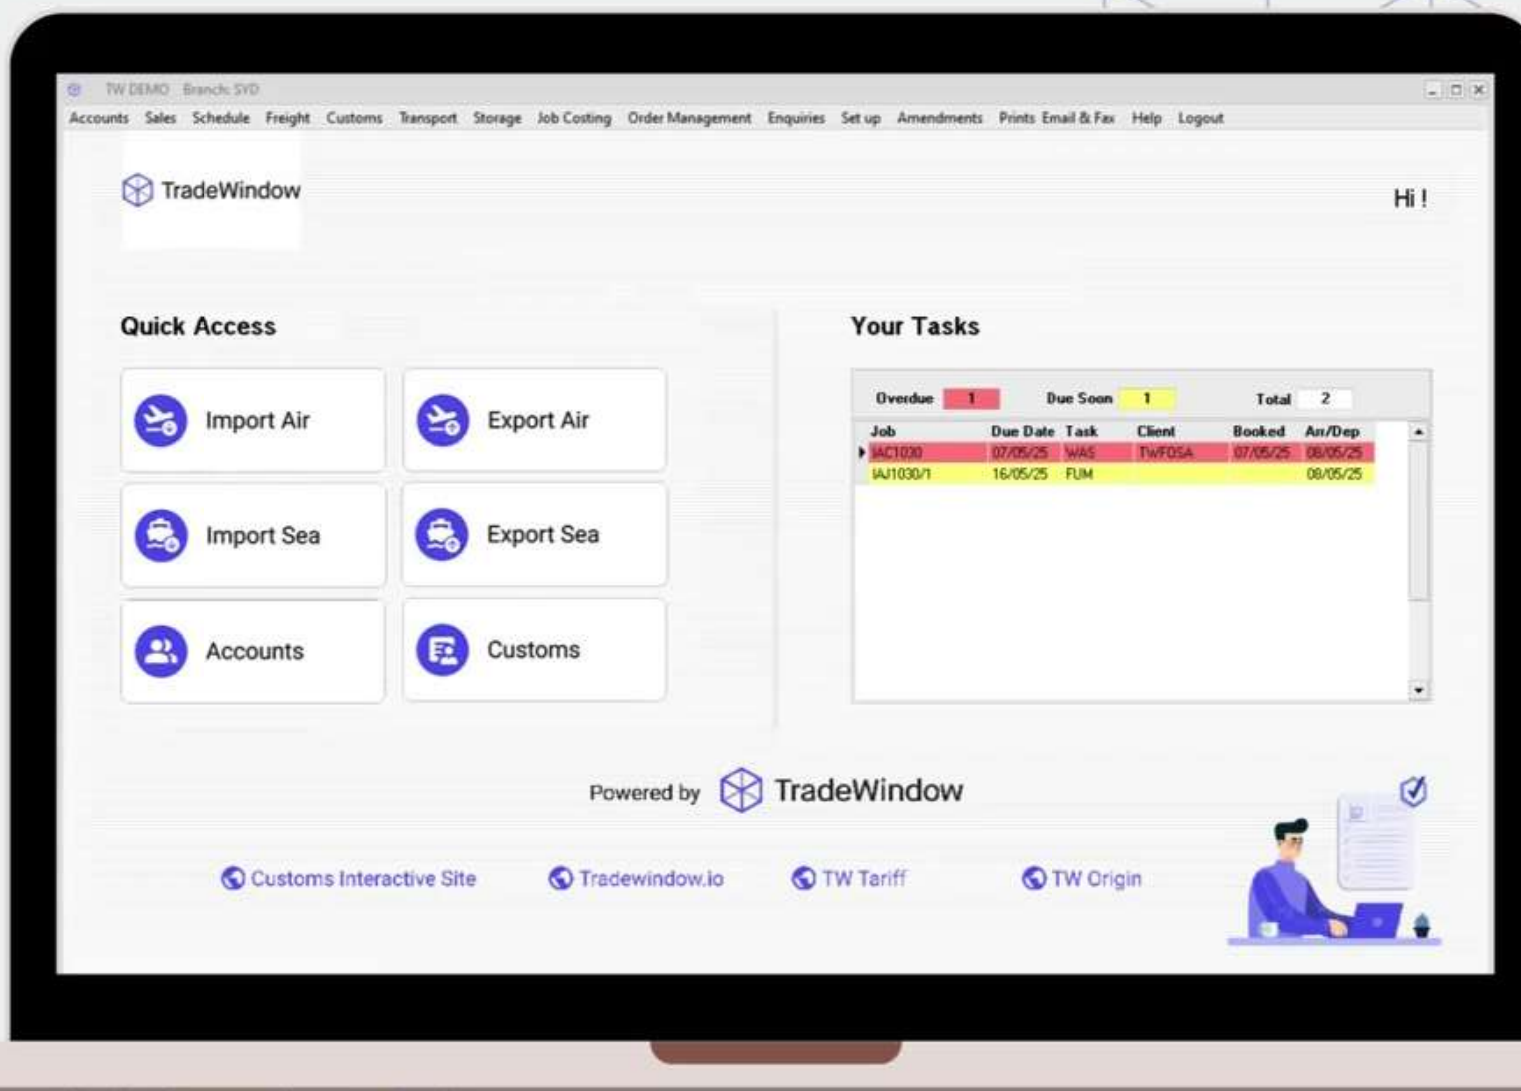 TW DEMO Branch: SYD
Accounts Sales Schedule Freight Customs Transport Storage Job Costing Order Management Enquiries Set up Amendments Prints Email & Fax Help Logout
TradeWindow
Hi !
Quick Access
Import Air
Export Air
Import Sea
Export Sea
Accounts
Customs
Your Tasks
Overdue 1 Due Soon 1 Total 2
Job Due Date Task Client Booked Arr/Dep
IAC1030 07/05/25 WAS TWFOSA 07/05/25 08/05/25
IAJ1030/1 16/05/25 FUM 08/05/25
Powered by TradeWindow
Customs Interactive Site
Tradewindow.io
TW Tariff
TW Origin